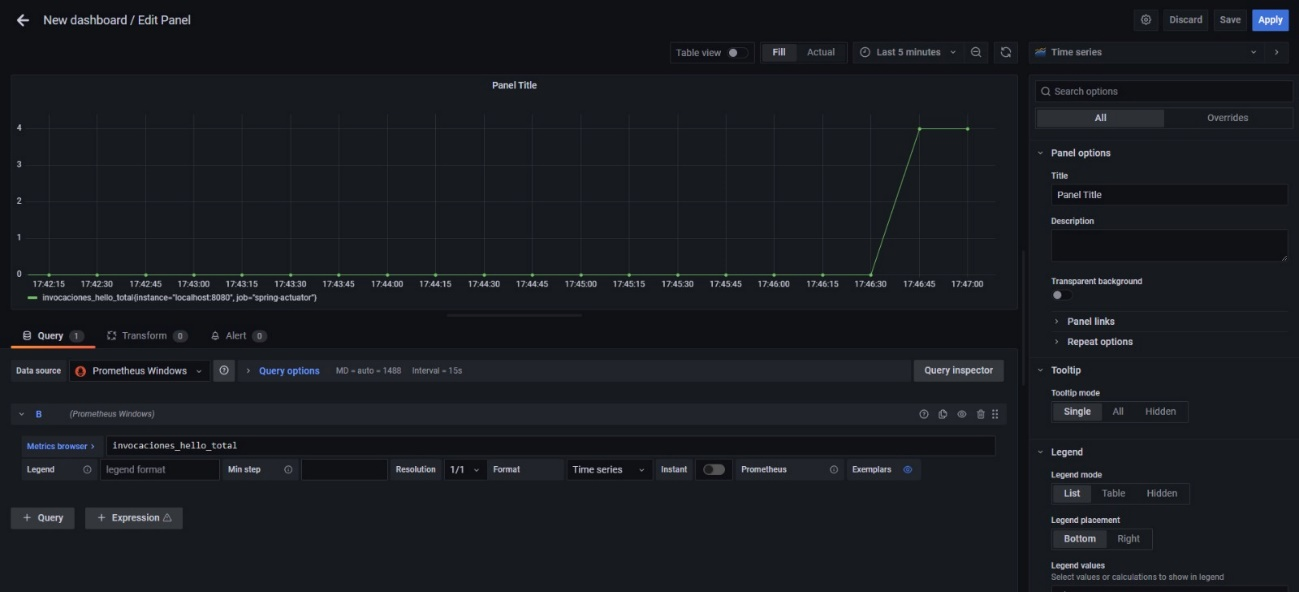 New dashboard / Edit Panel
Discard Save Apply
Table view Fill Actual Last 5 minutes Time series
Panel Title
Search options
All Overrides
4
3
2
1
0
17:42:15 17:42:30 17:42:45 17:43:00 17:43:15 17:43:30 17:43:45 17:44:00 17:44:15 17:44:30 17:44:45 17:45:00 17:45:15 17:45:30 17:45:45 17:46:00 17:46:15 17:46:30 17:46:45 17:47:00
invocaciones_hello_total{instance="localhost:8080", job="spring-actuator"}
Query 1 Transform 0 Alert 0
Data source Prometheus Windows Query options MD = auto = 1488 Interval = 15s Query inspector
B (Prometheus Windows)
Metrics browser > invocaciones_hello_total
Legend legend format Min step Resolution 1/1 Format Time series Instant Prometheus Exemplars
+ Query + Expression
Panel options
Title
Panel Title
Description
Transparent background
Panel links
Repeat options
Tooltip
Tooltip mode
Single All Hidden
Legend
Legend mode
List Table Hidden
Legend placement
Bottom Right
Legend values
Select values or calculations to show in legend